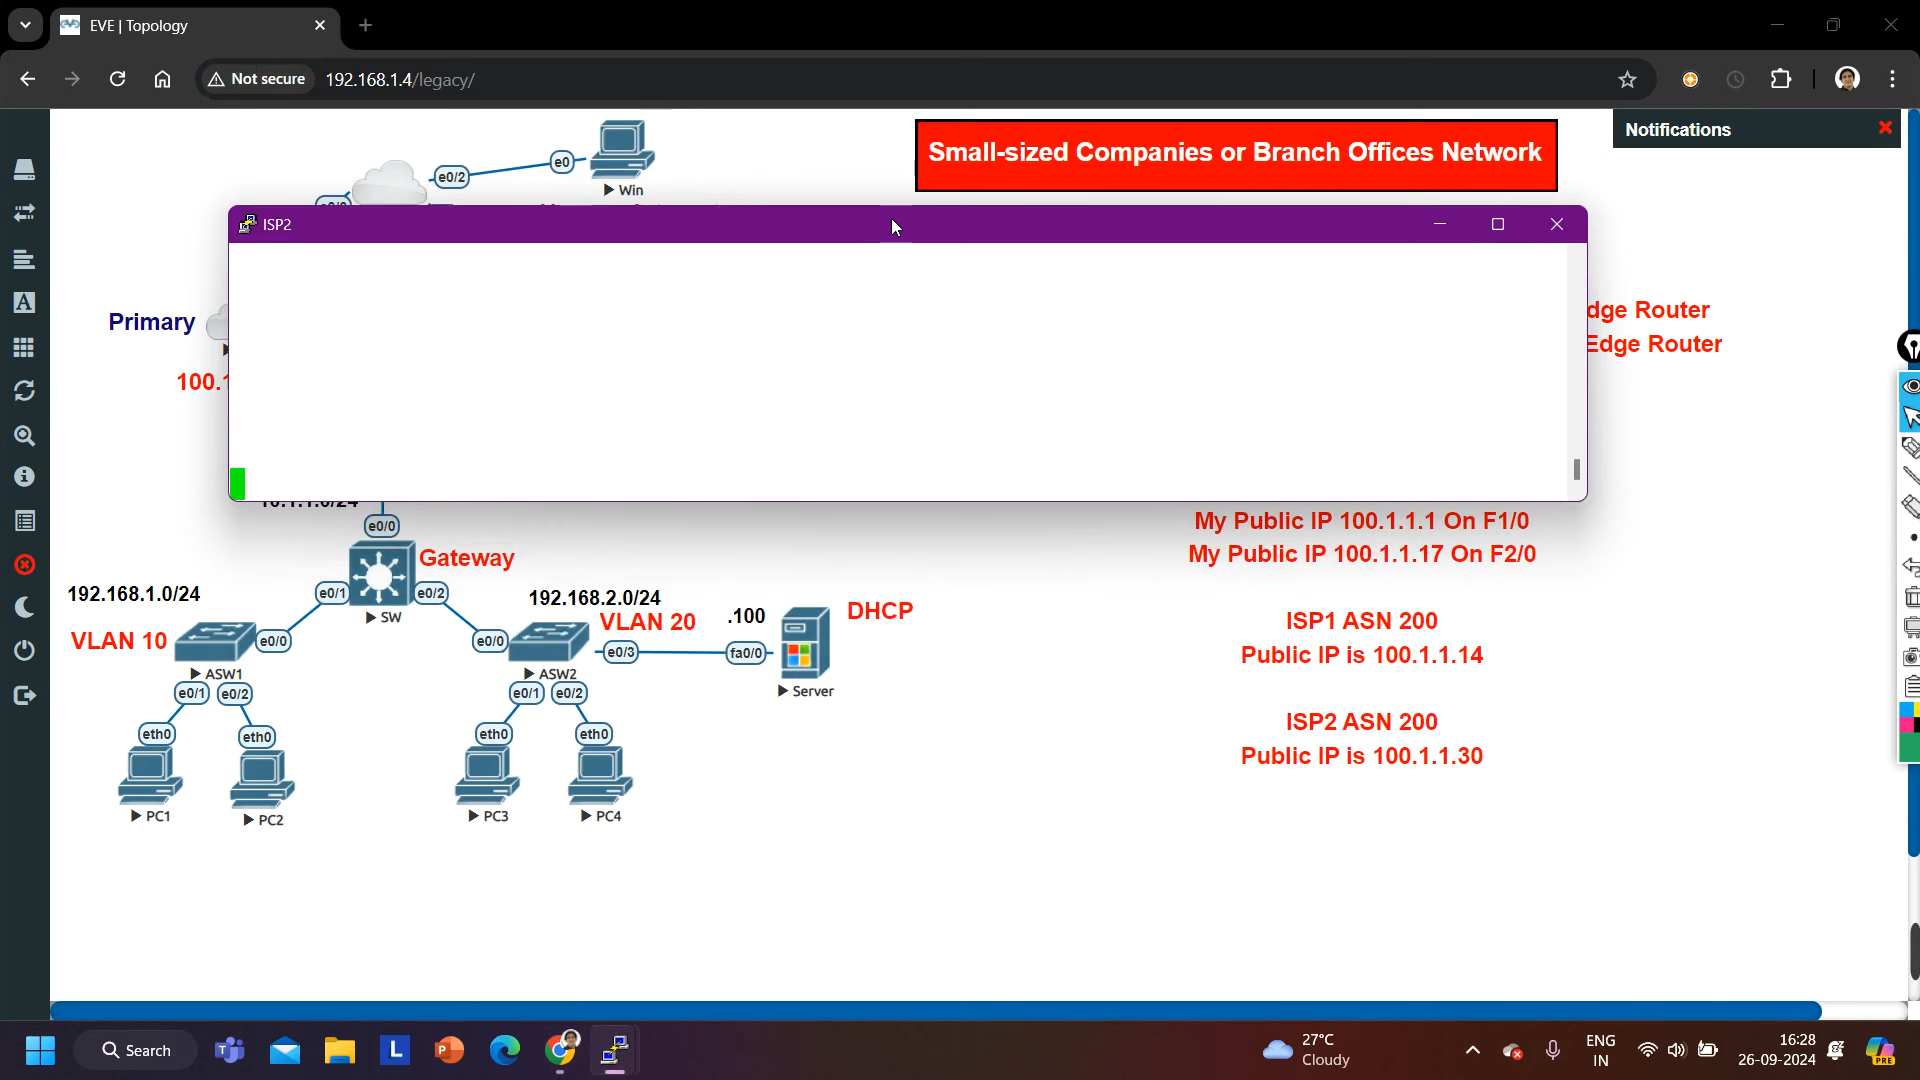 EVE | Topology
Not secure
192.168.1.4/legacy/
Notifications
Small-sized Companies or Branch Offices Network
e0/2
e0
Win
ISP2
Primary
dge Router
Edge Router
100.1
My Public IP 100.1.1.1 On F1/0
My Public IP 100.1.1.17 On F2/0
e0/0
Gateway
192.168.1.0/24
e0/1
e0/2
SW
192.168.2.0/24
VLAN 20
.100
DHCP
VLAN 10
e0/0
e0/0
e0/3
fa0/0
ASW1
ASW2
Server
e0/1
e0/2
e0/1
e0/2
eth0
eth0
eth0
eth0
PC1
PC2
PC3
PC4
ISP1 ASN 200
Public IP is 100.1.1.14
ISP2 ASN 200
Public IP is 100.1.1.30
Search
27°C
Cloudy
ENG
IN
16:28
26-09-2024
PRE